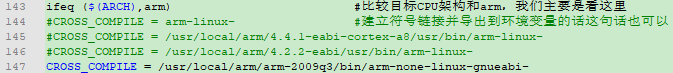 143 ifeq ($(ARCH),arm) #比较目标CPU架构和arm，我们主要是看这里
144 #CROSS_COMPILE = arm-linux- #建立符号链接并导出到环境变量的话这句话也可以
145 #CROSS_COMPILE = /usr/local/arm/4.4.1-eabi-cortex-a8/usr/bin/arm-linux-
146 #CROSS_COMPILE = /usr/local/arm/4.2.2-eabi/usr/bin/arm-linux-
147 CROSS_COMPILE = /usr/local/arm/arm-2009q3/bin/arm-none-linux-gnueabi-